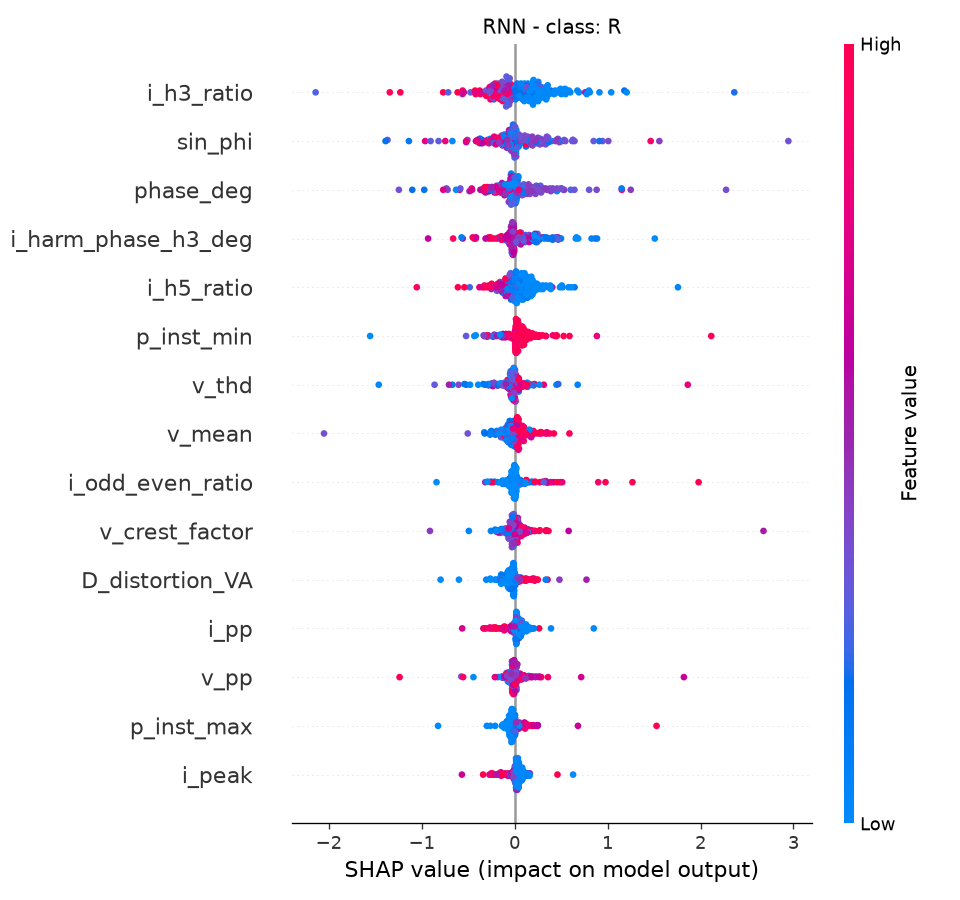 RNN - class: R
High
i_h3_ratio
sin_phi
phase_deg
i_harm_phase_h3_deg
i_h5_ratio
p_inst_min
v_thd
v_mean
i_odd_even_ratio
v_crest_factor
D_distortion_VA
i_pp
v_pp
p_inst_max
i_peak
Feature value
Low
−2 −1 0 1 2 3
SHAP value (impact on model output)